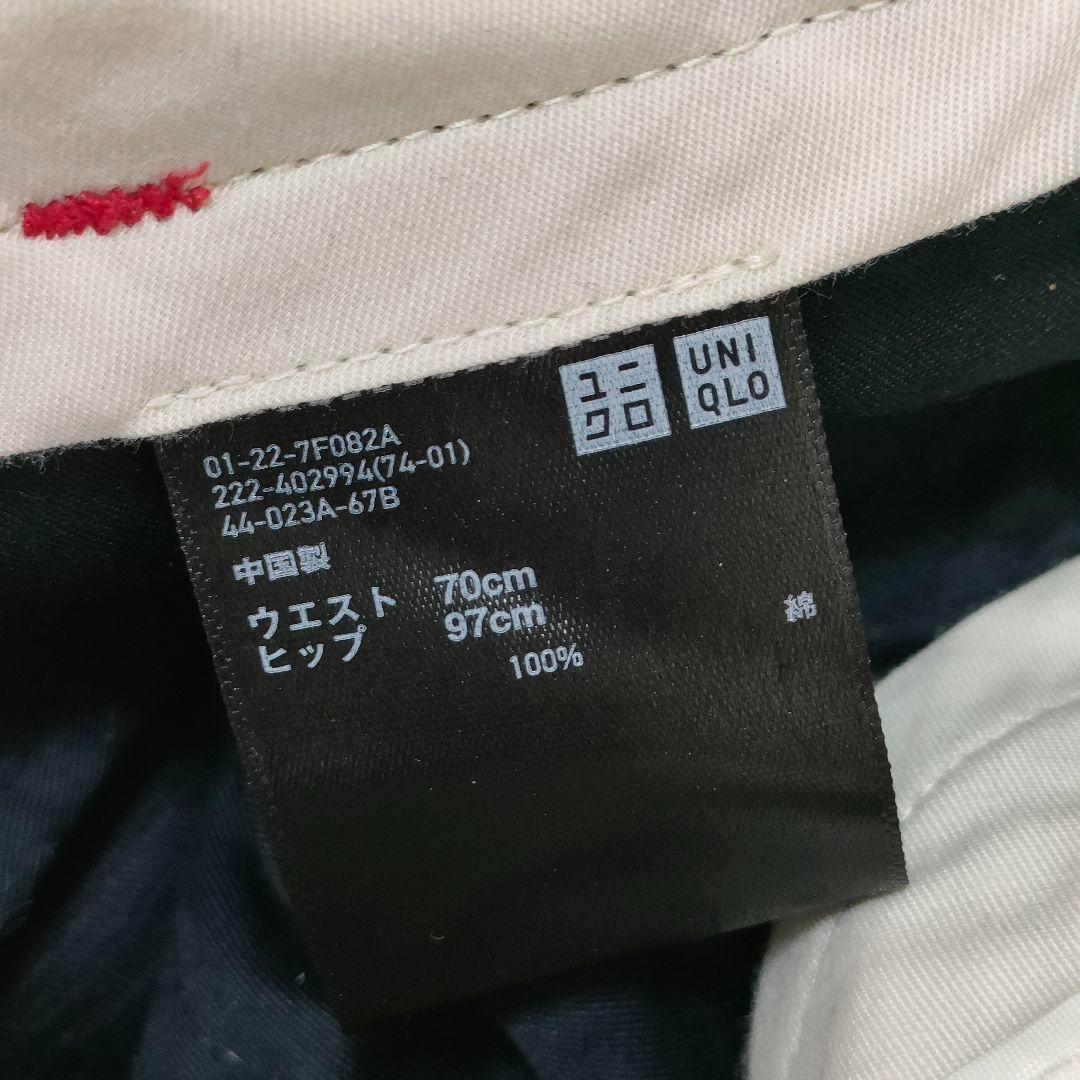 ユニ
クロ
UNI
QLO
01-22-7F082A
222-402994(74-01)
44-023A-67B
中国製
ウエスト 70cm
ヒップ 97cm
綿 100%